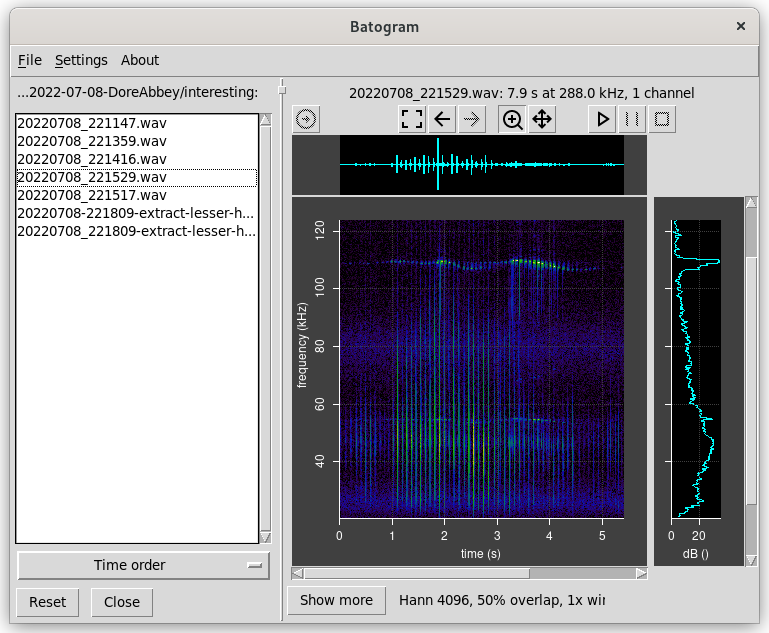 Batogram
File Settings About
...2022-07-08-DoreAbbey/interesting:
20220708_221529.wav: 7.9 s at 288.0 kHz, 1 channel
20220708_221147.wav
20220708_221359.wav
20220708_221416.wav
20220708_221529.wav
20220708_221517.wav
20220708-221809-extract-lesser-h...
20220708_221809-extract-lesser-h...
120
100
80
60
40
frequency (kHz)
0 1 2 3 4 5
time (s)
0 20
dB ()
Time order
Reset Close
Show more Hann 4096, 50% overlap, 1x wir